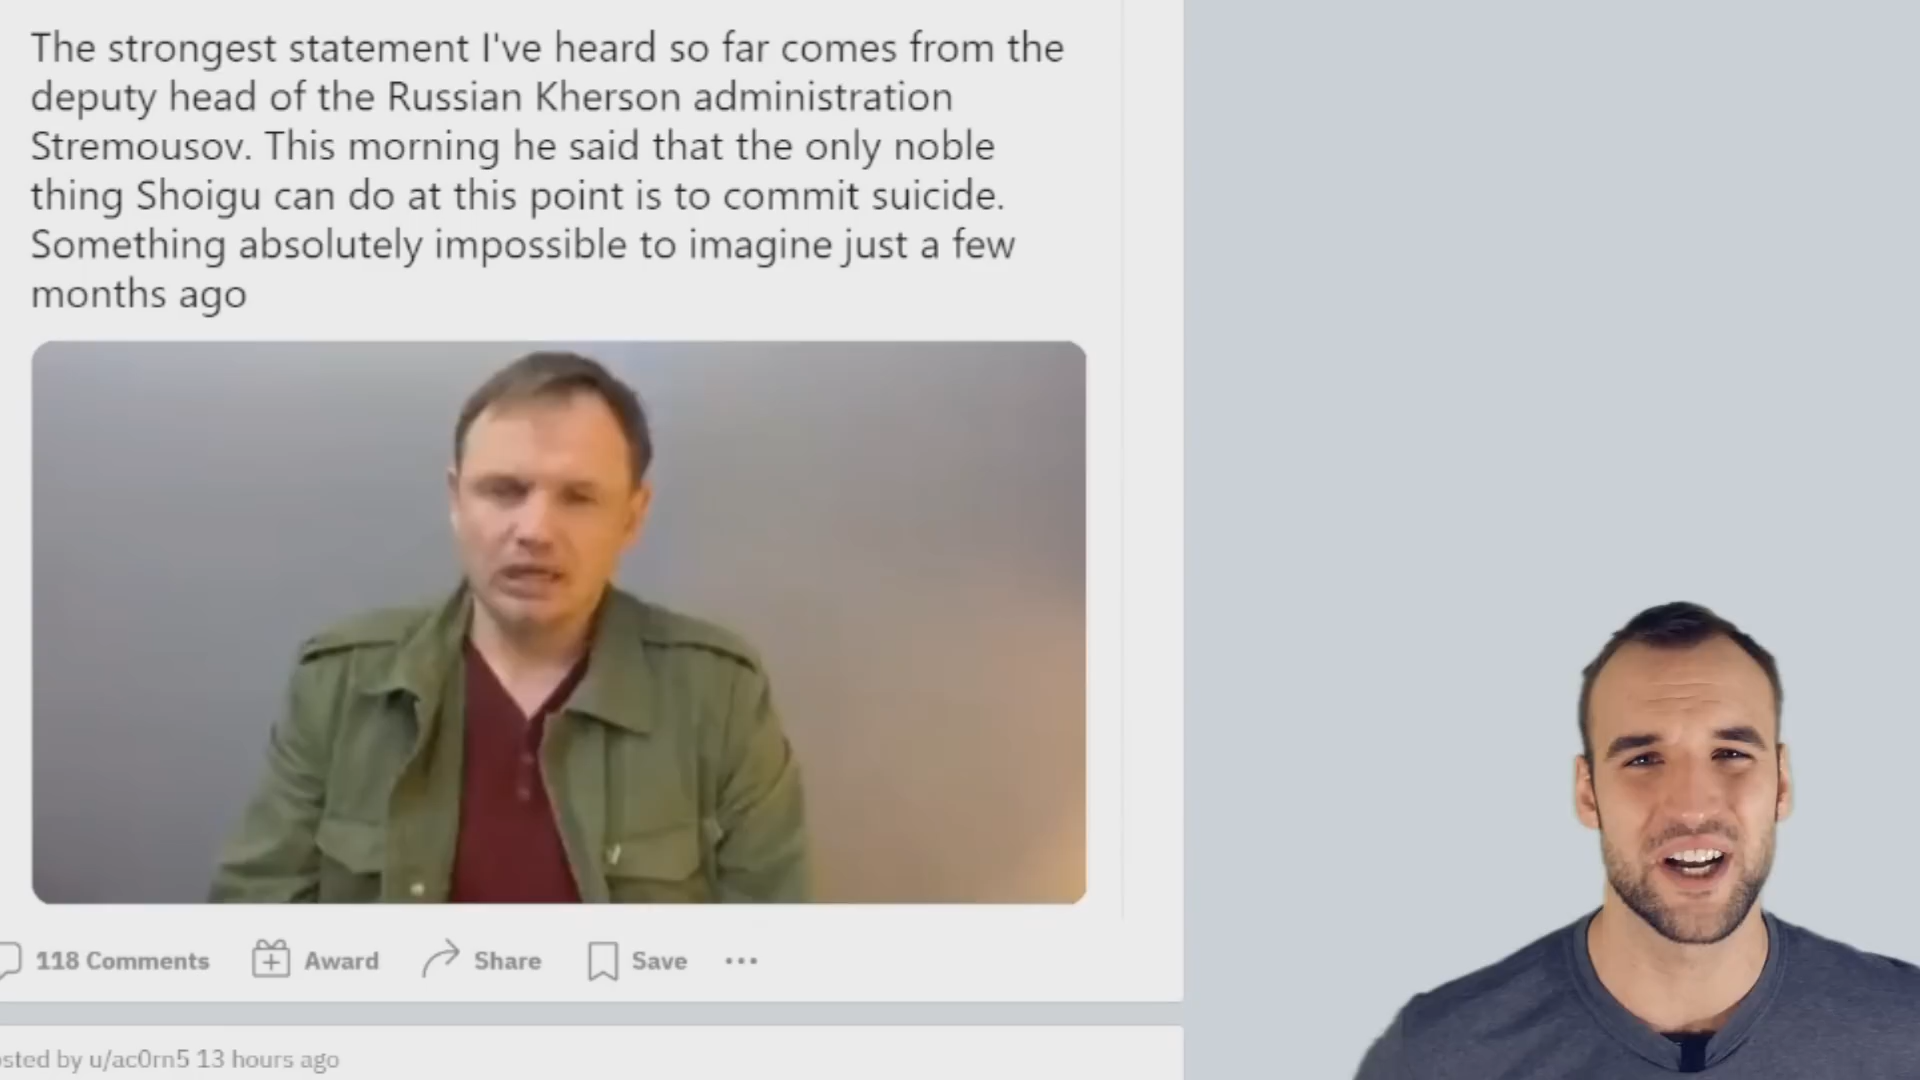 The strongest statement I've heard so far comes from the
deputy head of the Russian Kherson administration
Stremousov. This morning he said that the only noble
thing Shoigu can do at this point is to commit suicide.
Something absolutely impossible to imagine just a few
months ago
118 Comments Award Share Save
osted by u/ac0rn5 13 hours ago